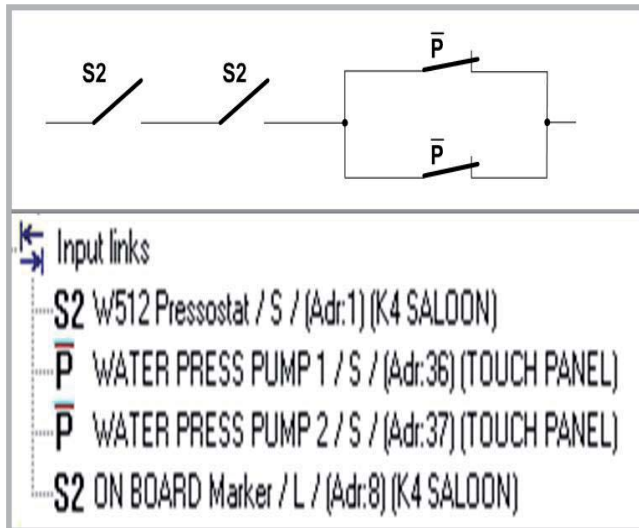 S2 S2 P̅
P̅
Input links
S2 W512 Pressostat / S / (Adr:1) (K4 SALOON)
P̅ WATER PRESS PUMP 1 / S / (Adr:36) (TOUCH PANEL)
P̅ WATER PRESS PUMP 2 / S / (Adr:37) (TOUCH PANEL)
S2 ON BOARD Marker / L / (Adr:8) (K4 SALOON)